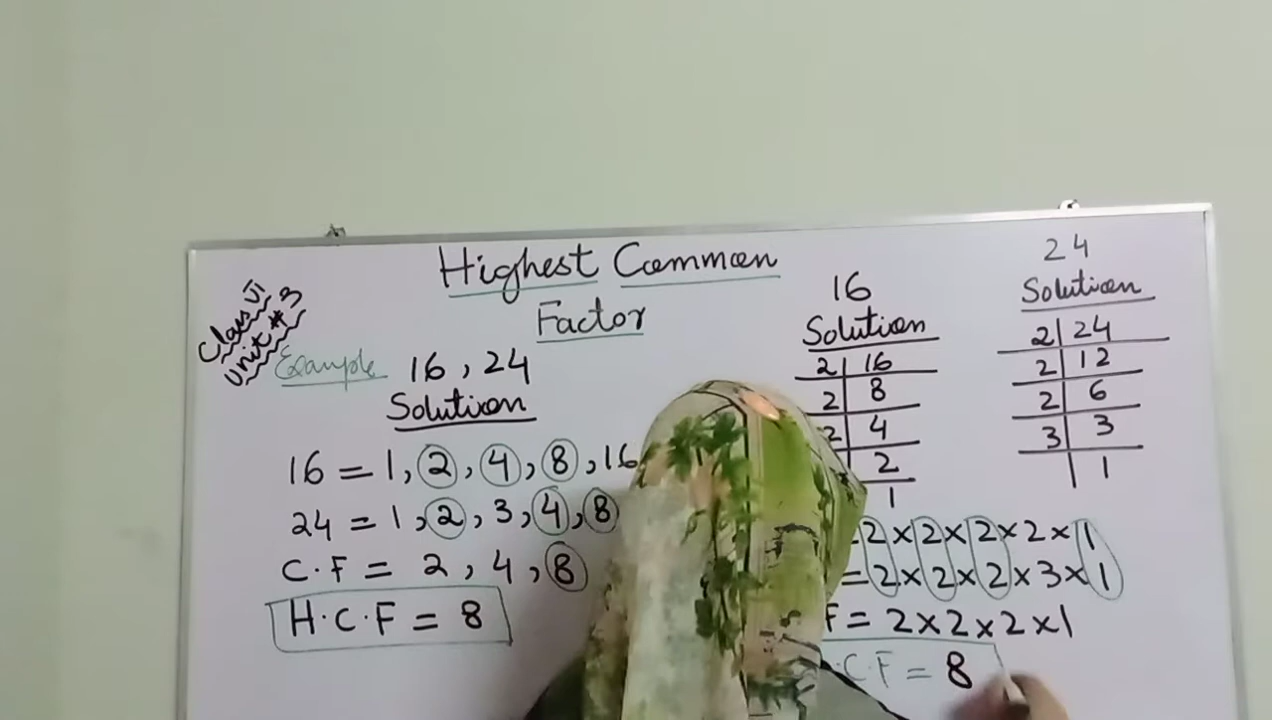 Class VI
Unit # 3
Highest Common
Factor
Example 16, 24
Solution
16 = 1, 2, 4, 8, 16
24 = 1, 2, 3, 4, 8
C.F = 2, 4, 8
H.C.F = 8
16
Solution
2 | 16
2 | 8
2 | 4
2
1
24
Solution
2 | 24
2 | 12
2 | 6
3 | 3
| 1
= 2 × 2 × 2 × 2 × 1
= 2 × 2 × 2 × 3 × 1
F = 2 × 2 × 2 × 1
.C.F = 8